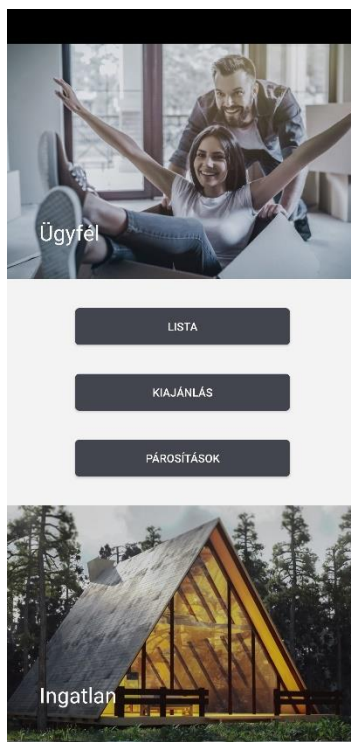 Ügyfél
LISTA
KIAJÁNLÁS
PÁROSÍTÁSOK
Ingatlan